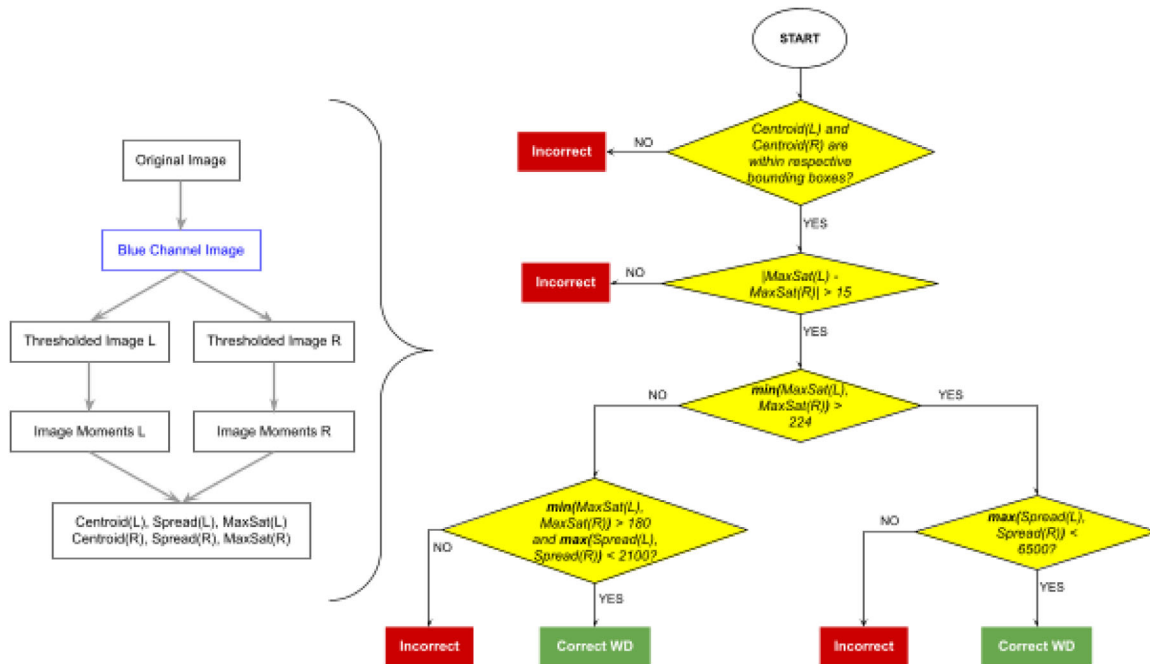 Original Image
Blue Channel Image
Thresholded Image L
Thresholded Image R
Image Moments L
Image Moments R
Centroid(L), Spread(L), MaxSat(L)
Centroid(R), Spread(R), MaxSat(R)
START
Centroid(L) and
Centroid(R) are
within respective
bounding boxes?
NO
Incorrect
YES
|MaxSat(L) -
MaxSat(R)| > 15
NO
Incorrect
YES
min(MaxSat(L),
MaxSat(R)) >
224
NO
YES
min(MaxSat(L),
MaxSat(R)) > 180
and max(Spread(L),
Spread(R)) < 2100?
NO
Incorrect
YES
Correct WD
max(Spread(L),
Spread(R)) <
6500?
NO
Incorrect
YES
Correct WD